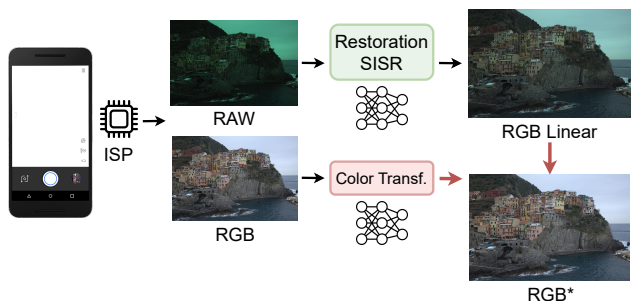 ISP
RAW
RGB
Restoration
SISR
Color Transf.
RGB Linear
RGB*